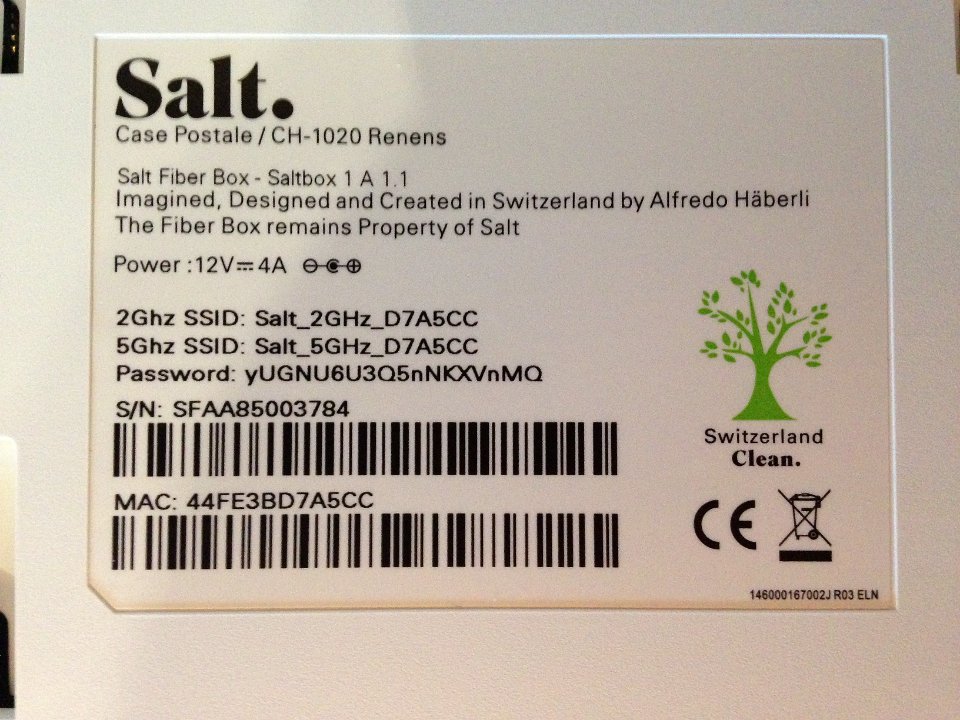 Salt.
Case Postale / CH-1020 Renens
Salt Fiber Box - Saltbox 1 A 1.1
Imagined, Designed and Created in Switzerland by Alfredo Häberli
The Fiber Box remains Property of Salt
Power :12V⎓4A
2Ghz SSID: Salt_2GHz_D7A5CC
5Ghz SSID: Salt_5GHz_D7A5CC
Password: yUGNU6U3Q5nNKXVnMQ
S/N: SFAA85003784
MAC: 44FE3BD7A5CC
Switzerland
Clean.
CE
146000167002J R03 ELN